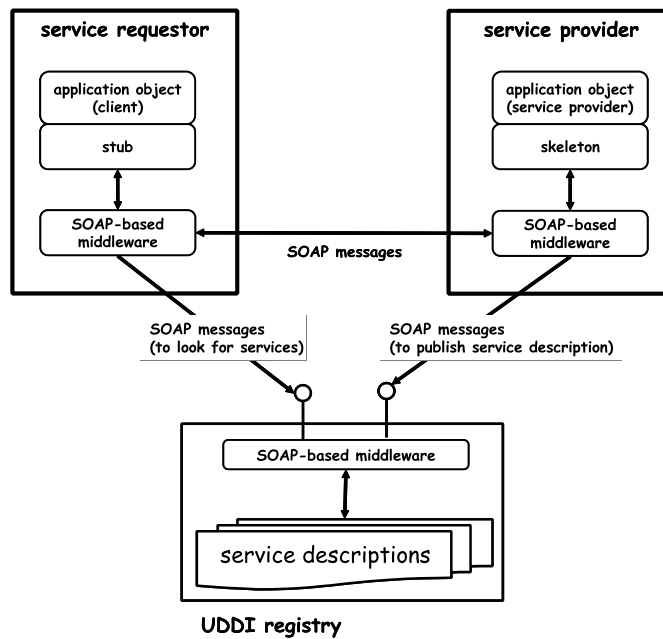 service requestor
application object
(client)
stub
SOAP-based
middleware
service provider
application object
(service provider)
skeleton
SOAP-based
middleware
SOAP messages
SOAP messages
(to look for services)
SOAP messages
(to publish service description)
SOAP-based middleware
service descriptions
UDDI registry